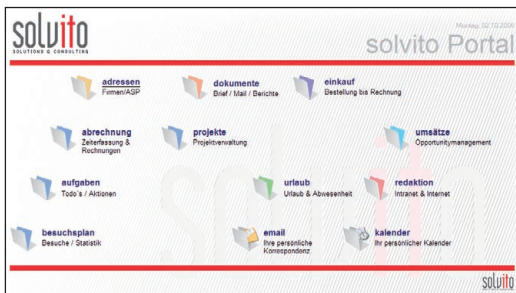 solvito
SOLUTIONS & CONSULTING
Montag, 02.10.2006
solvito Portal
adressen
Firmen/ASP
dokumente
Brief / Mail / Berichte
einkauf
Bestellung bis Rechnung
abrechnung
Zeiterfassung &
Rechnungen
projekte
Projektverwaltung
umsätze
Opportunitymanagement
aufgaben
Todo's / Aktionen
urlaub
Urlaub & Abwesenheit
redaktion
Intranet & Internet
besuchsplan
Besuche / Statistik
email
Ihre persönliche
Korrespondenz
kalender
Ihr persönlicher Kalender
solvito